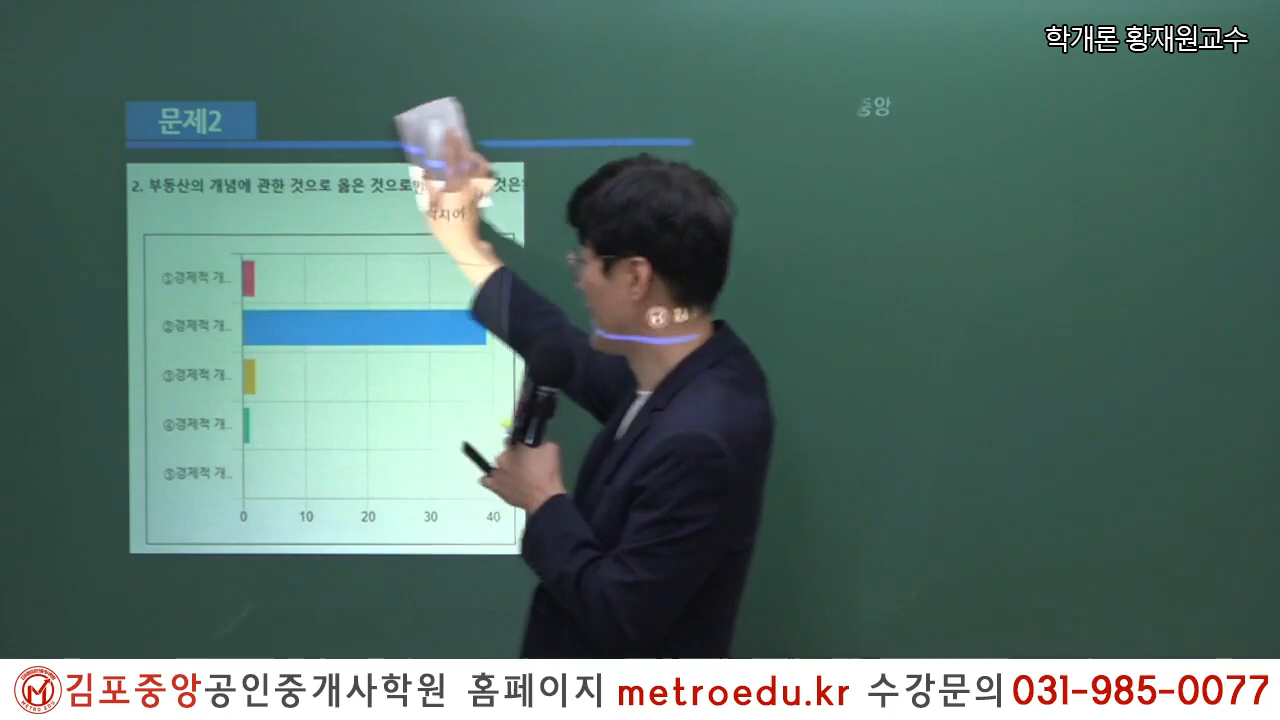 학개론 황재원교수
중앙
문제2
2. 부동산의 개념에 관한 것으로 옳은 것으로 것은?
①경제적 개..
②경제적 개..
③경제적 개..
④경제적 개..
⑤경제적 개..
0 10 20 30 40
김포중앙공인중개사학원 홈페이지 metroedu.kr 수강문의 031-985-0077